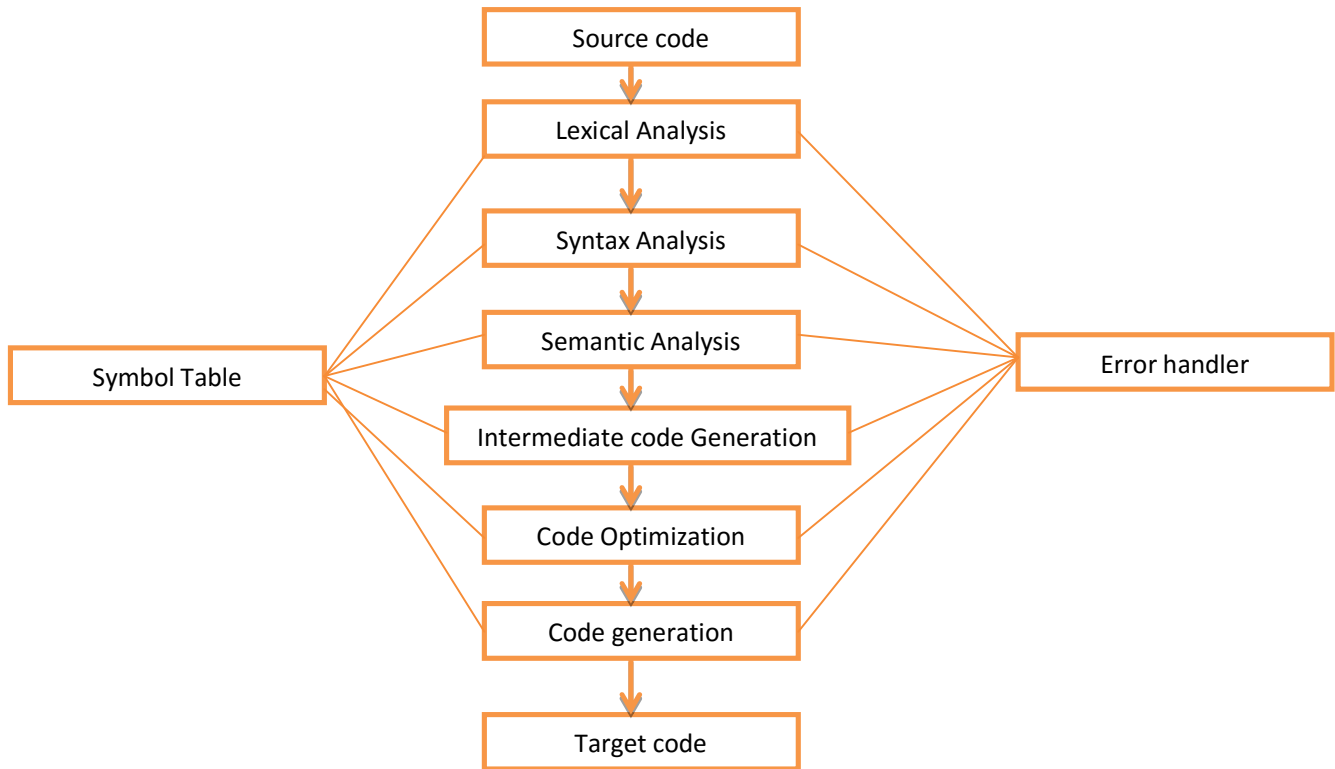 Source code
Lexical Analysis
Syntax Analysis
Semantic Analysis
Symbol Table
Error handler
Intermediate code Generation
Code Optimization
Code generation
Target code